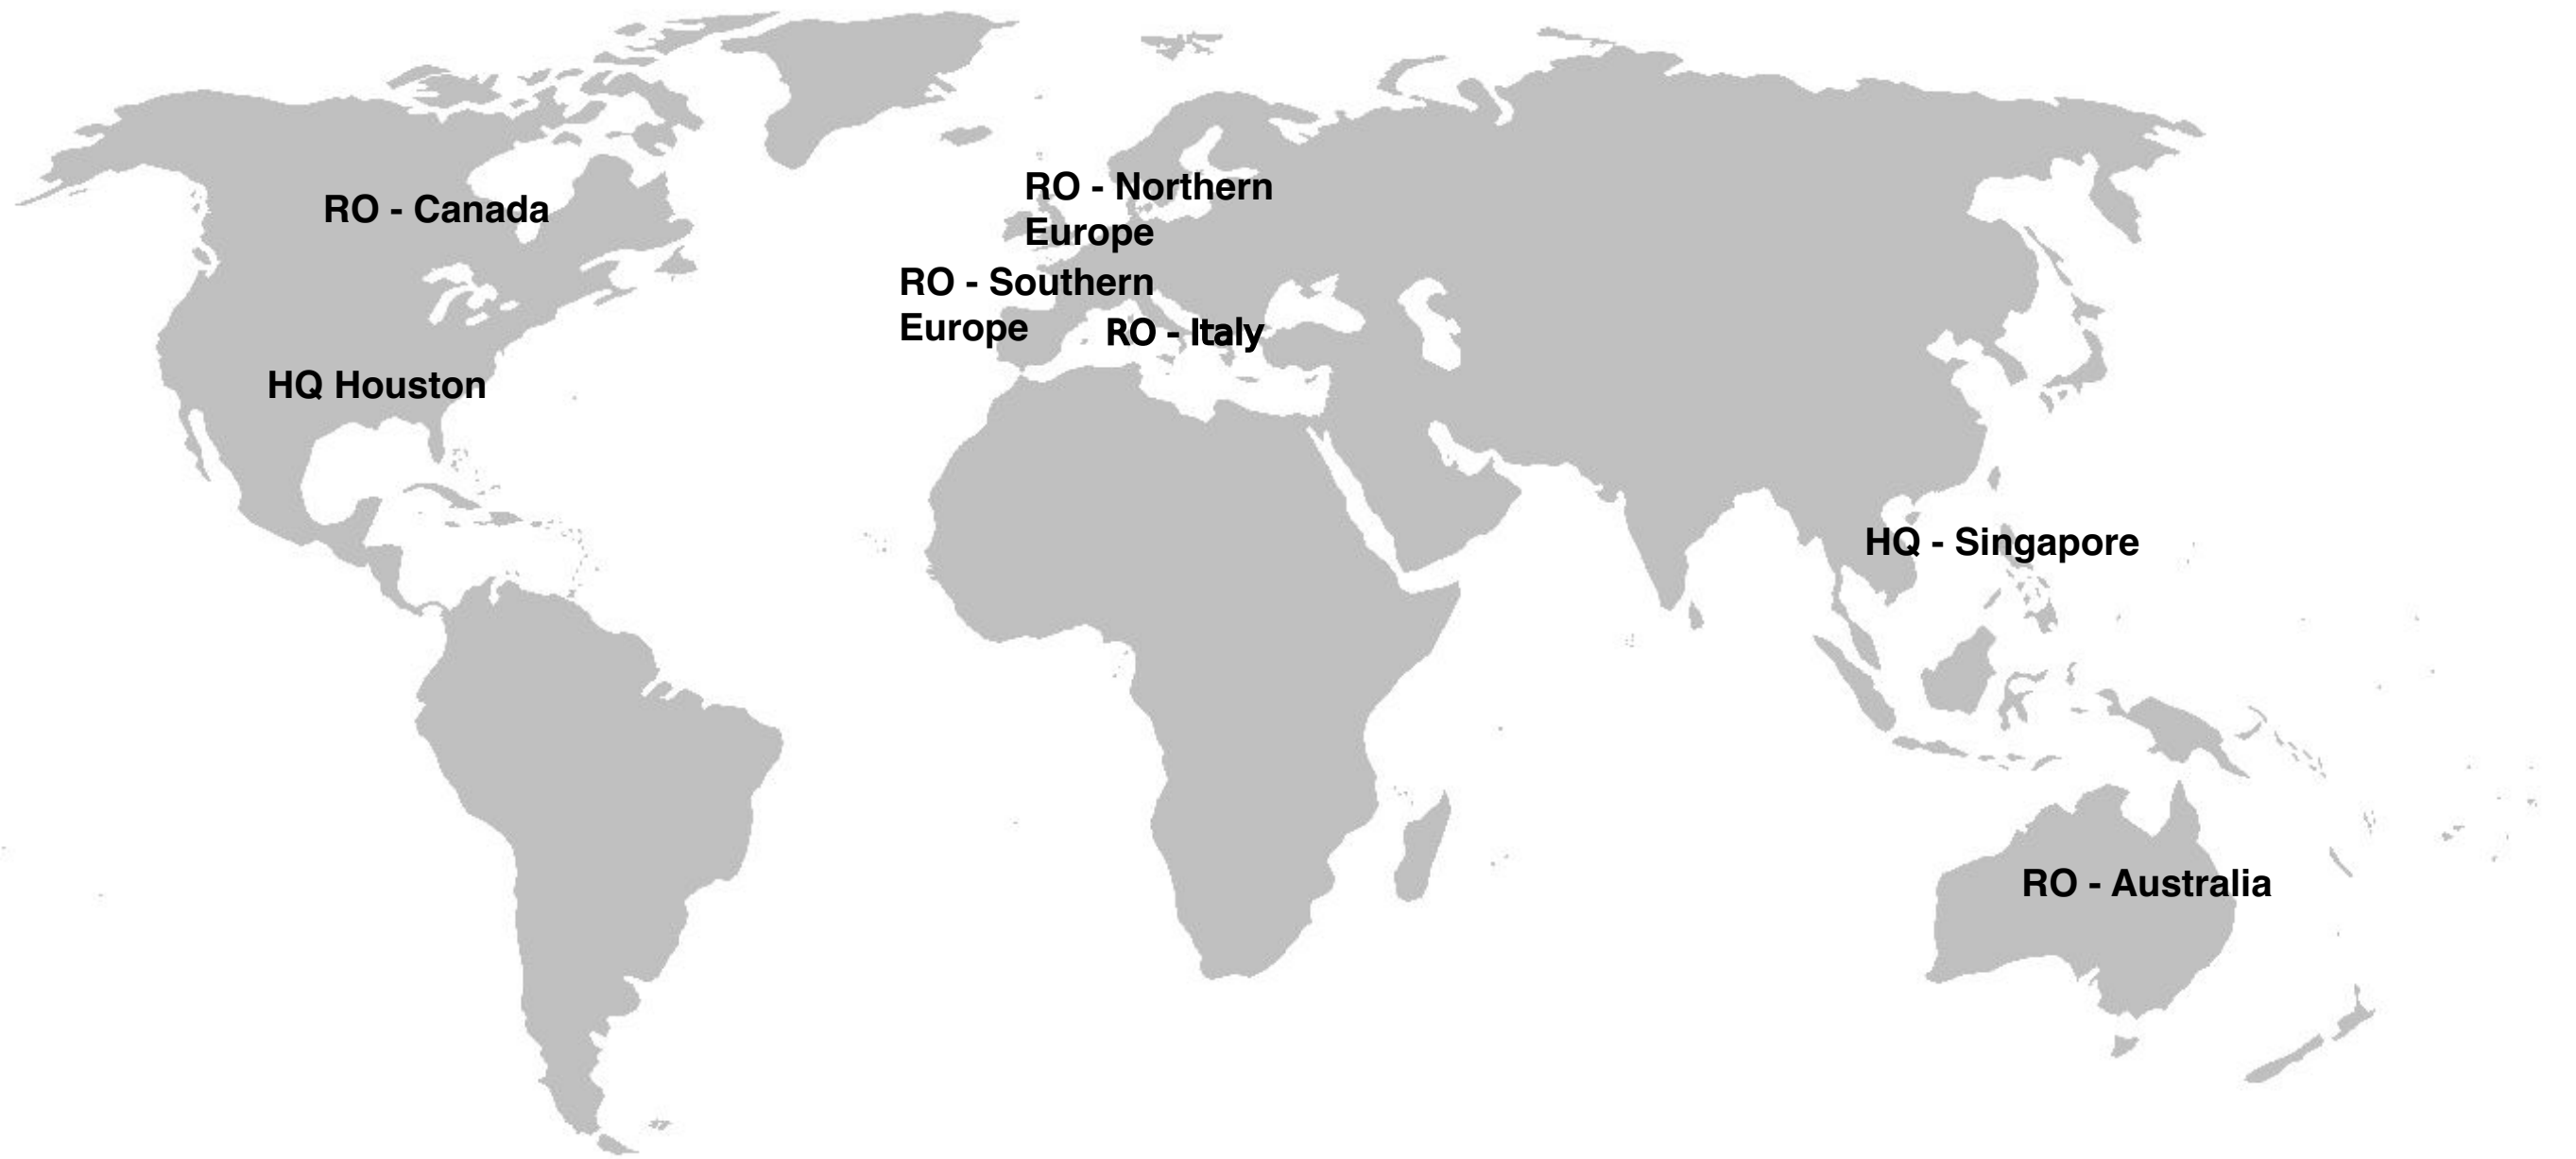 RO - Northern
Europe
RO - Canada
RO - Southern
Europe
RO - Italy
HQ Houston
HQ - Singapore
RO - Australia